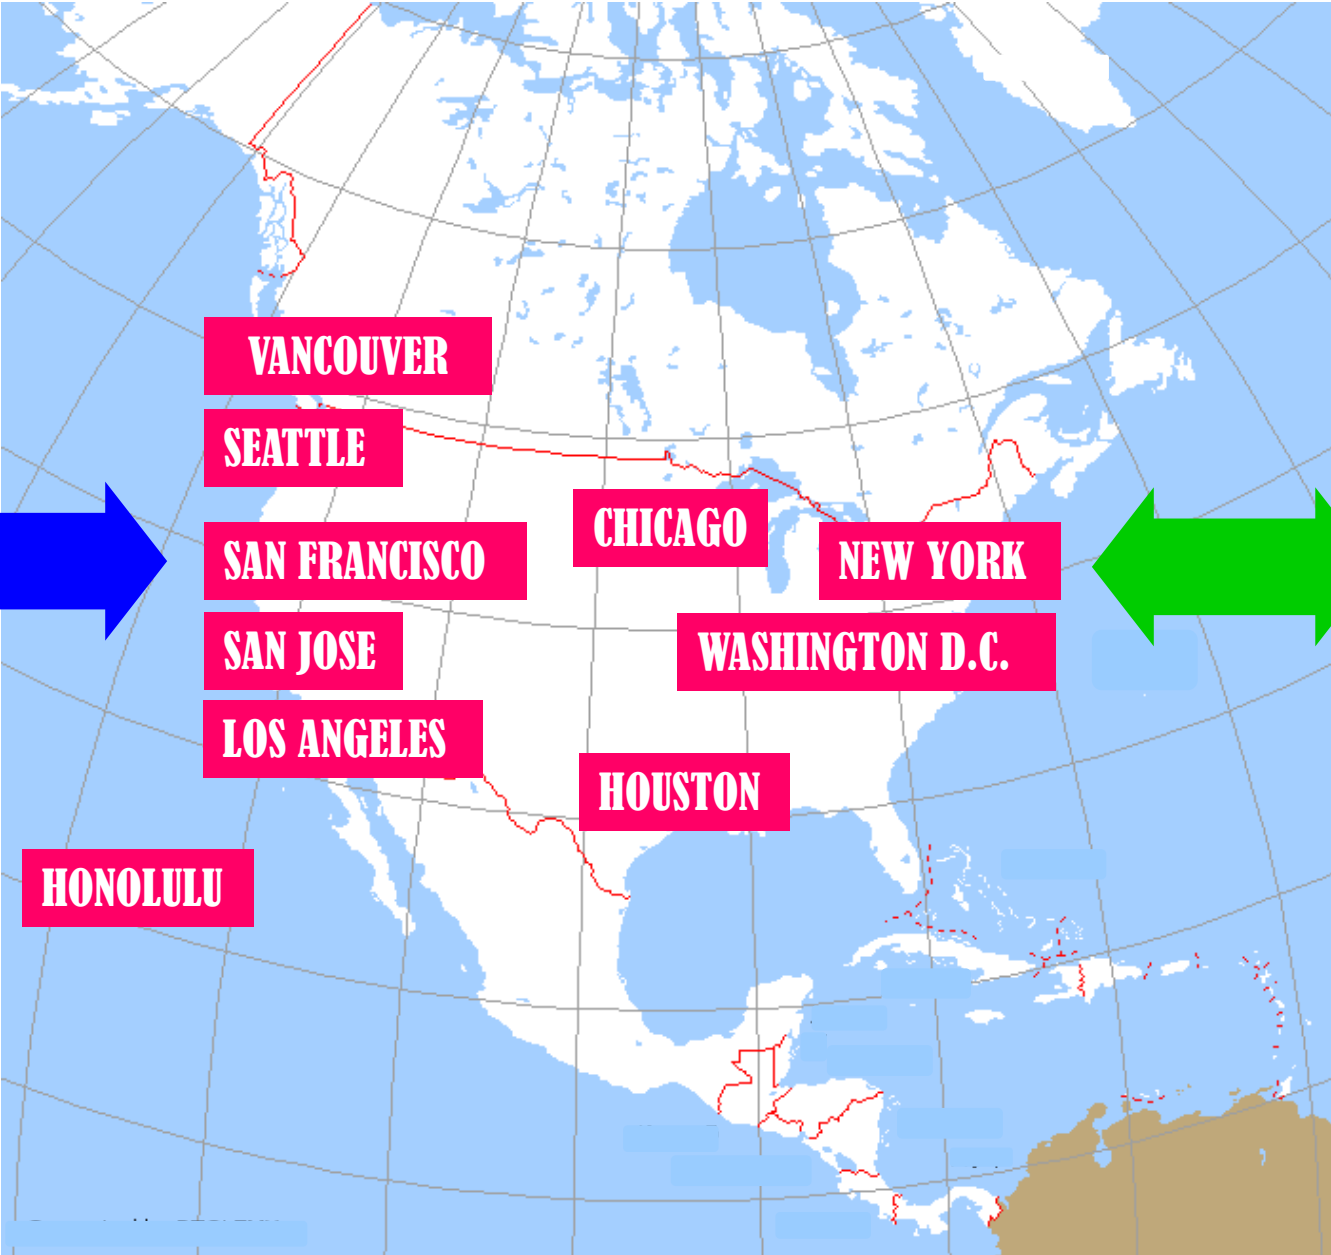 VANCOUVER
SEATTLE
CHICAGO
SAN FRANCISCO
NEW YORK
SAN JOSE
WASHINGTON D.C.
LOS ANGELES
HOUSTON
HONOLULU